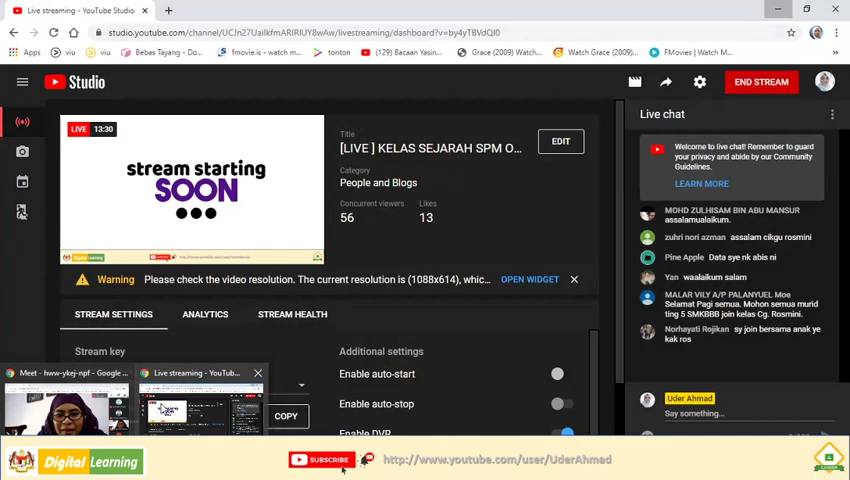 Live streaming - YouTube Studio
studio.youtube.com/channel/UCJn27UailkfmARIRIUY8wAw/livestreaming/dashboard?v=by4yTBVdQl0
Apps
viu
viu
Bebas Tayang - Do...
fmovie.is - watch m...
tonton
(129) Bacaan Yasin...
Grace (2009) - Wat...
Watch Grace (2009)...
FMovies | Watch M...
Studio
END STREAM
LIVE 13:30
stream starting
SOON
Title
[LIVE ] KELAS SEJARAH SPM O...
EDIT
Category
People and Blogs
Concurrent viewers
Likes
56
13
Warning Please check the video resolution. The current resolution is (1088x614), whic...
OPEN WIDGET
STREAM SETTINGS
ANALYTICS
STREAM HEALTH
Stream key
COPY
Additional settings
Enable auto-start
Enable auto-stop
Enable DVR
Live chat
Welcome to live chat! Remember to guard
your privacy and abide by our Community
Guidelines.
LEARN MORE
MOHD ZULHISAM BIN ABU MANSUR
assalamualaikum.
zuhri nori azman assalam cikgu rosmini
Pine Apple Data sye nk abis ni
Yan waalaikum salam
MALAR VILY A/P PALANYUEL Moe
Selamat Pagi semua. Mohon semua murid
ting 5 SMKBBB join kelas Cg. Rosmini.
Norhayati Rojikan sy join bersama anak ye
kak ros
Uder Ahmad
Say something...
Meet - hww-ykej-npf - Google ...
Live streaming - YouTub...
Digital Learning
SUBSCRIBE
http://www.youtube.com/user/UderAhmad